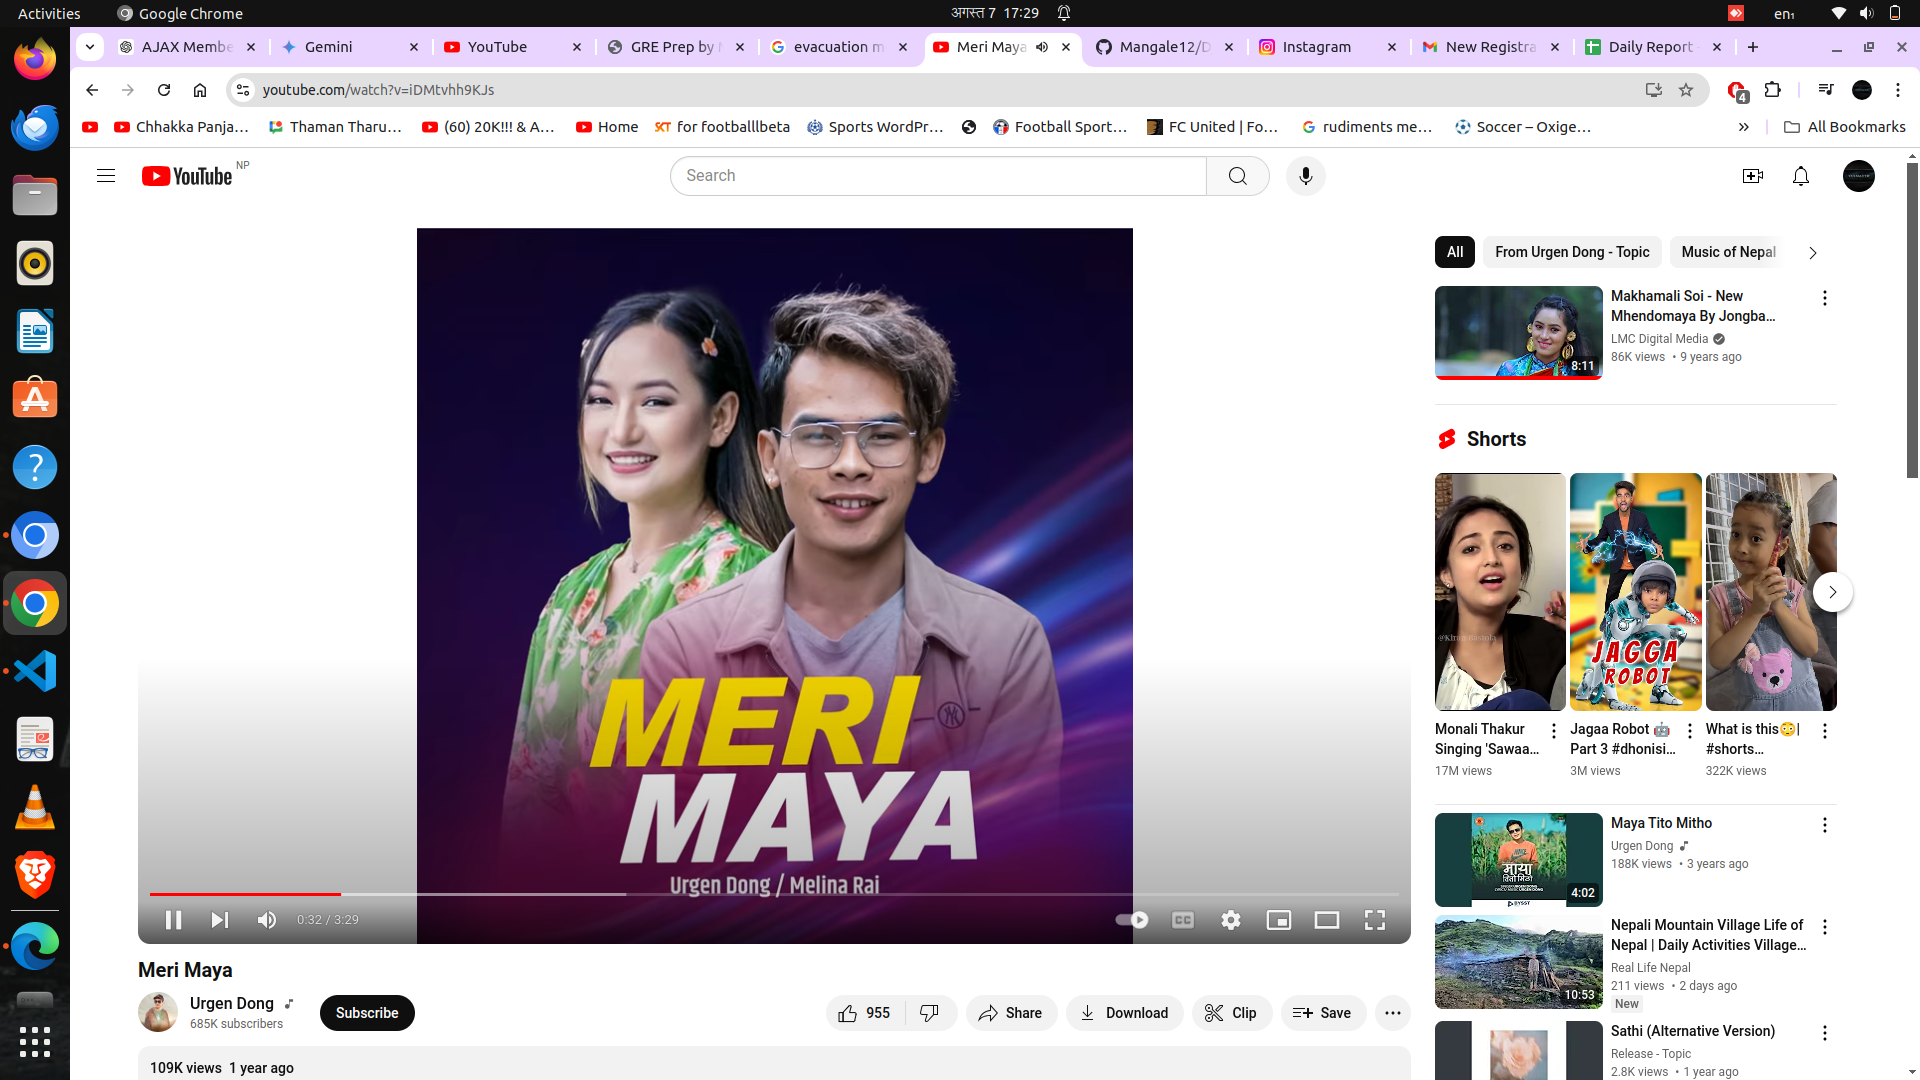 Activities
Google Chrome
अगस्त 7 17:29
en₁
AJAX Membe
Gemini
YouTube
GRE Prep by
evacuation m
Meri Maya
Mangale12/D
Instagram
New Registra
Daily Report
youtube.com/watch?v=iDMtvhh9KJs
4
Chhakka Panja…
Thaman Tharu…
(60) 20K!!! & A…
Home
SKT for footballlbeta
Sports WordPr…
Football Sport…
FC United | Fo…
rudiments me…
Soccer – Oxige…
All Bookmarks
YouTube NP
Search
All
From Urgen Dong - Topic
Music of Nepal
Makhamali Soi - New
Mhendomaya By Jongba…
LMC Digital Media
86K views • 9 years ago
8:11
Shorts
@Kiranbastola
JAGGA
ROBOT
Monali Thakur
Singing 'Sawaa…
17M views
Jagaa Robot 🤖
Part 3 #dhonisi…
3M views
What is this😳|
#shorts…
322K views
MERI
MAYA
Urgen Dong / Melina Rai
0:32 / 3:29
CC
Meri Maya
Urgen Dong
685K subscribers
Subscribe
955
Share
Download
Clip
Save
109K views 1 year ago
माया
तितो मिठो
4:02
Maya Tito Mitho
Urgen Dong
188K views • 3 years ago
10:53
Nepali Mountain Village Life of
Nepal | Daily Activities Village…
Real Life Nepal
211 views • 2 days ago
New
Sathi (Alternative Version)
Release - Topic
2.8K views • 1 year ago